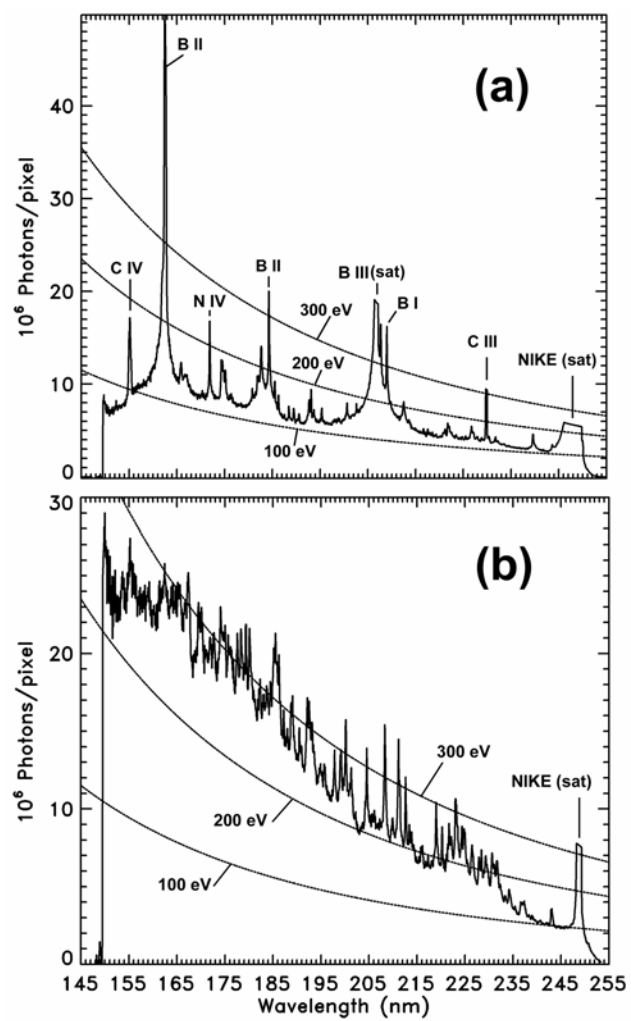 B II
(a)
40
30
C IV
N IV
B II
B III(sat)
B I
20
300 eV
C III
NIKE (sat)
200 eV
10
100 eV
0
10⁶ Photons/pixel
30
(b)
20
300 eV
NIKE (sat)
10
200 eV
100 eV
0
10⁶ Photons/pixel
145 155 165 175 185 195 205 215 225 235 245 255
Wavelength (nm)